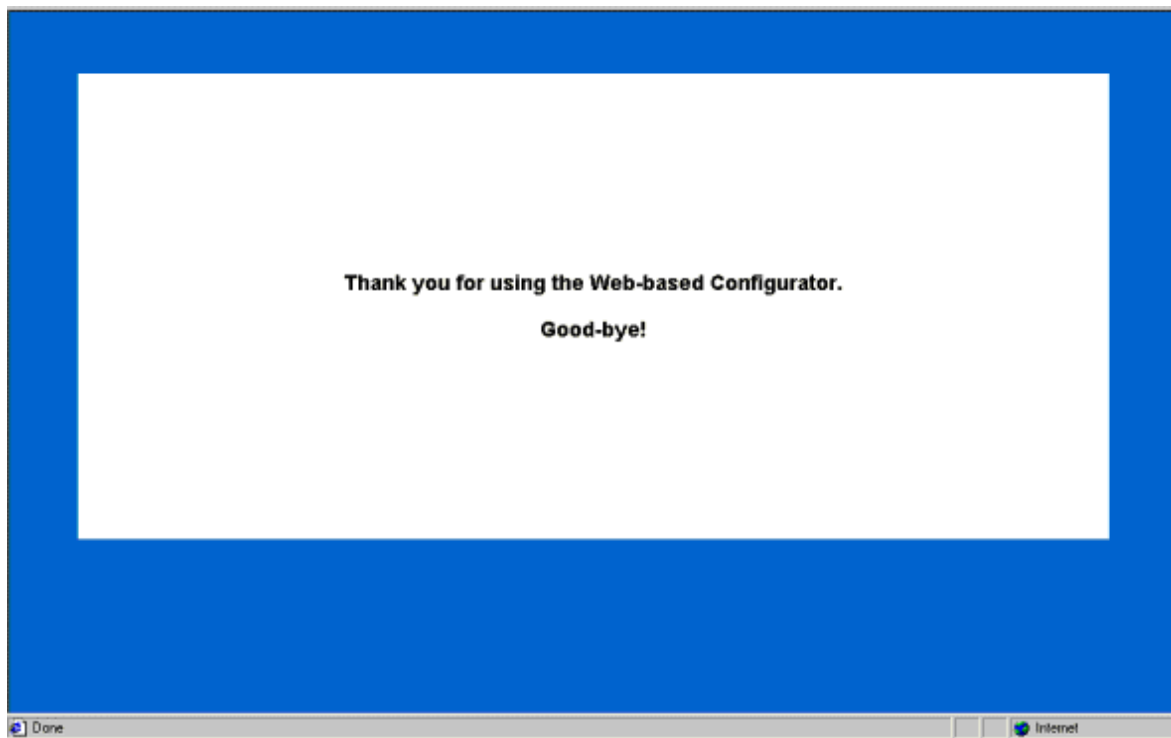 Thank you for using the Web-based Configurator.
Good-bye!
Done
Internet